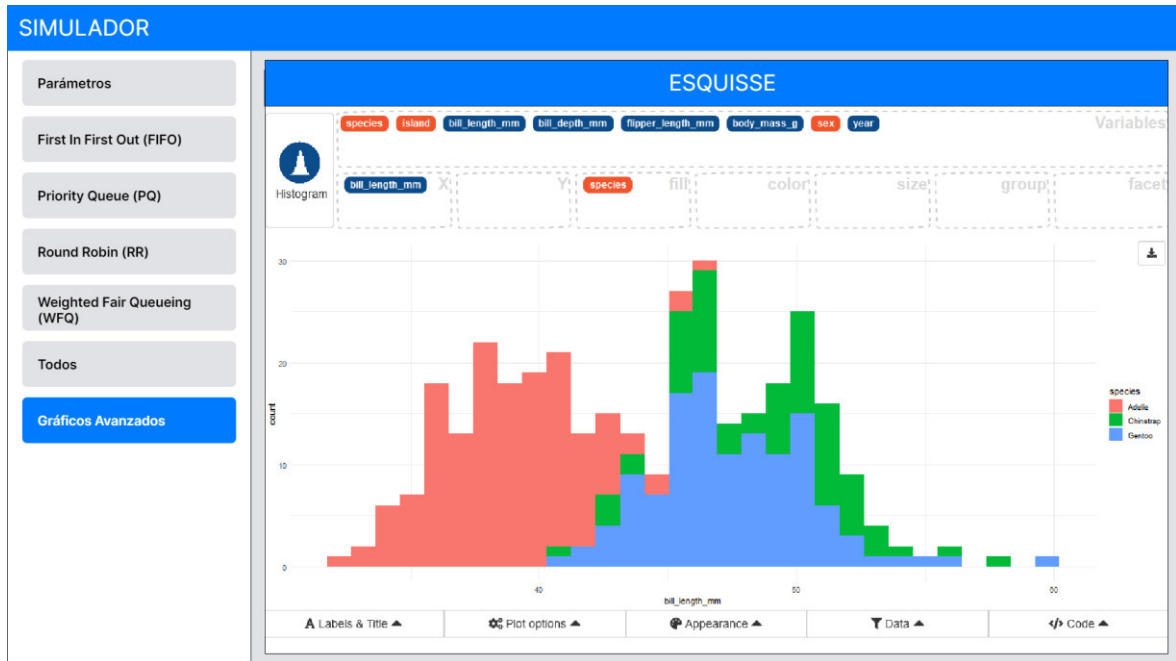 SIMULADOR
Parámetros
First In First Out (FIFO)
Priority Queue (PQ)
Round Robin (RR)
Weighted Fair Queueing
(WFQ)
Todos
Gráficos Avanzados
ESQUISSE
Histogram
species island bill_length_mm bill_depth_mm flipper_length_mm body_mass_g sex year Variables
bill_length_mm X Y species fill color size group facet
30
20
10
0
count
40 50 60
bill_length_mm
species
Adelie
Chinstrap
Gentoo
A Labels & Title Plot options Appearance Data </> Code